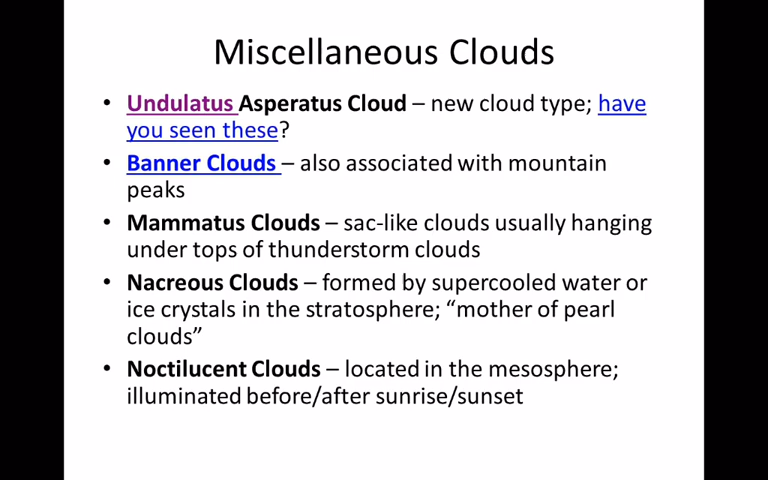 Miscellaneous Clouds
• Undulatus Asperatus Cloud – new cloud type; have
you seen these?
• Banner Clouds – also associated with mountain
peaks
• Mammatus Clouds – sac-like clouds usually hanging
under tops of thunderstorm clouds
• Nacreous Clouds – formed by supercooled water or
ice crystals in the stratosphere; “mother of pearl
clouds”
• Noctilucent Clouds – located in the mesosphere;
illuminated before/after sunrise/sunset